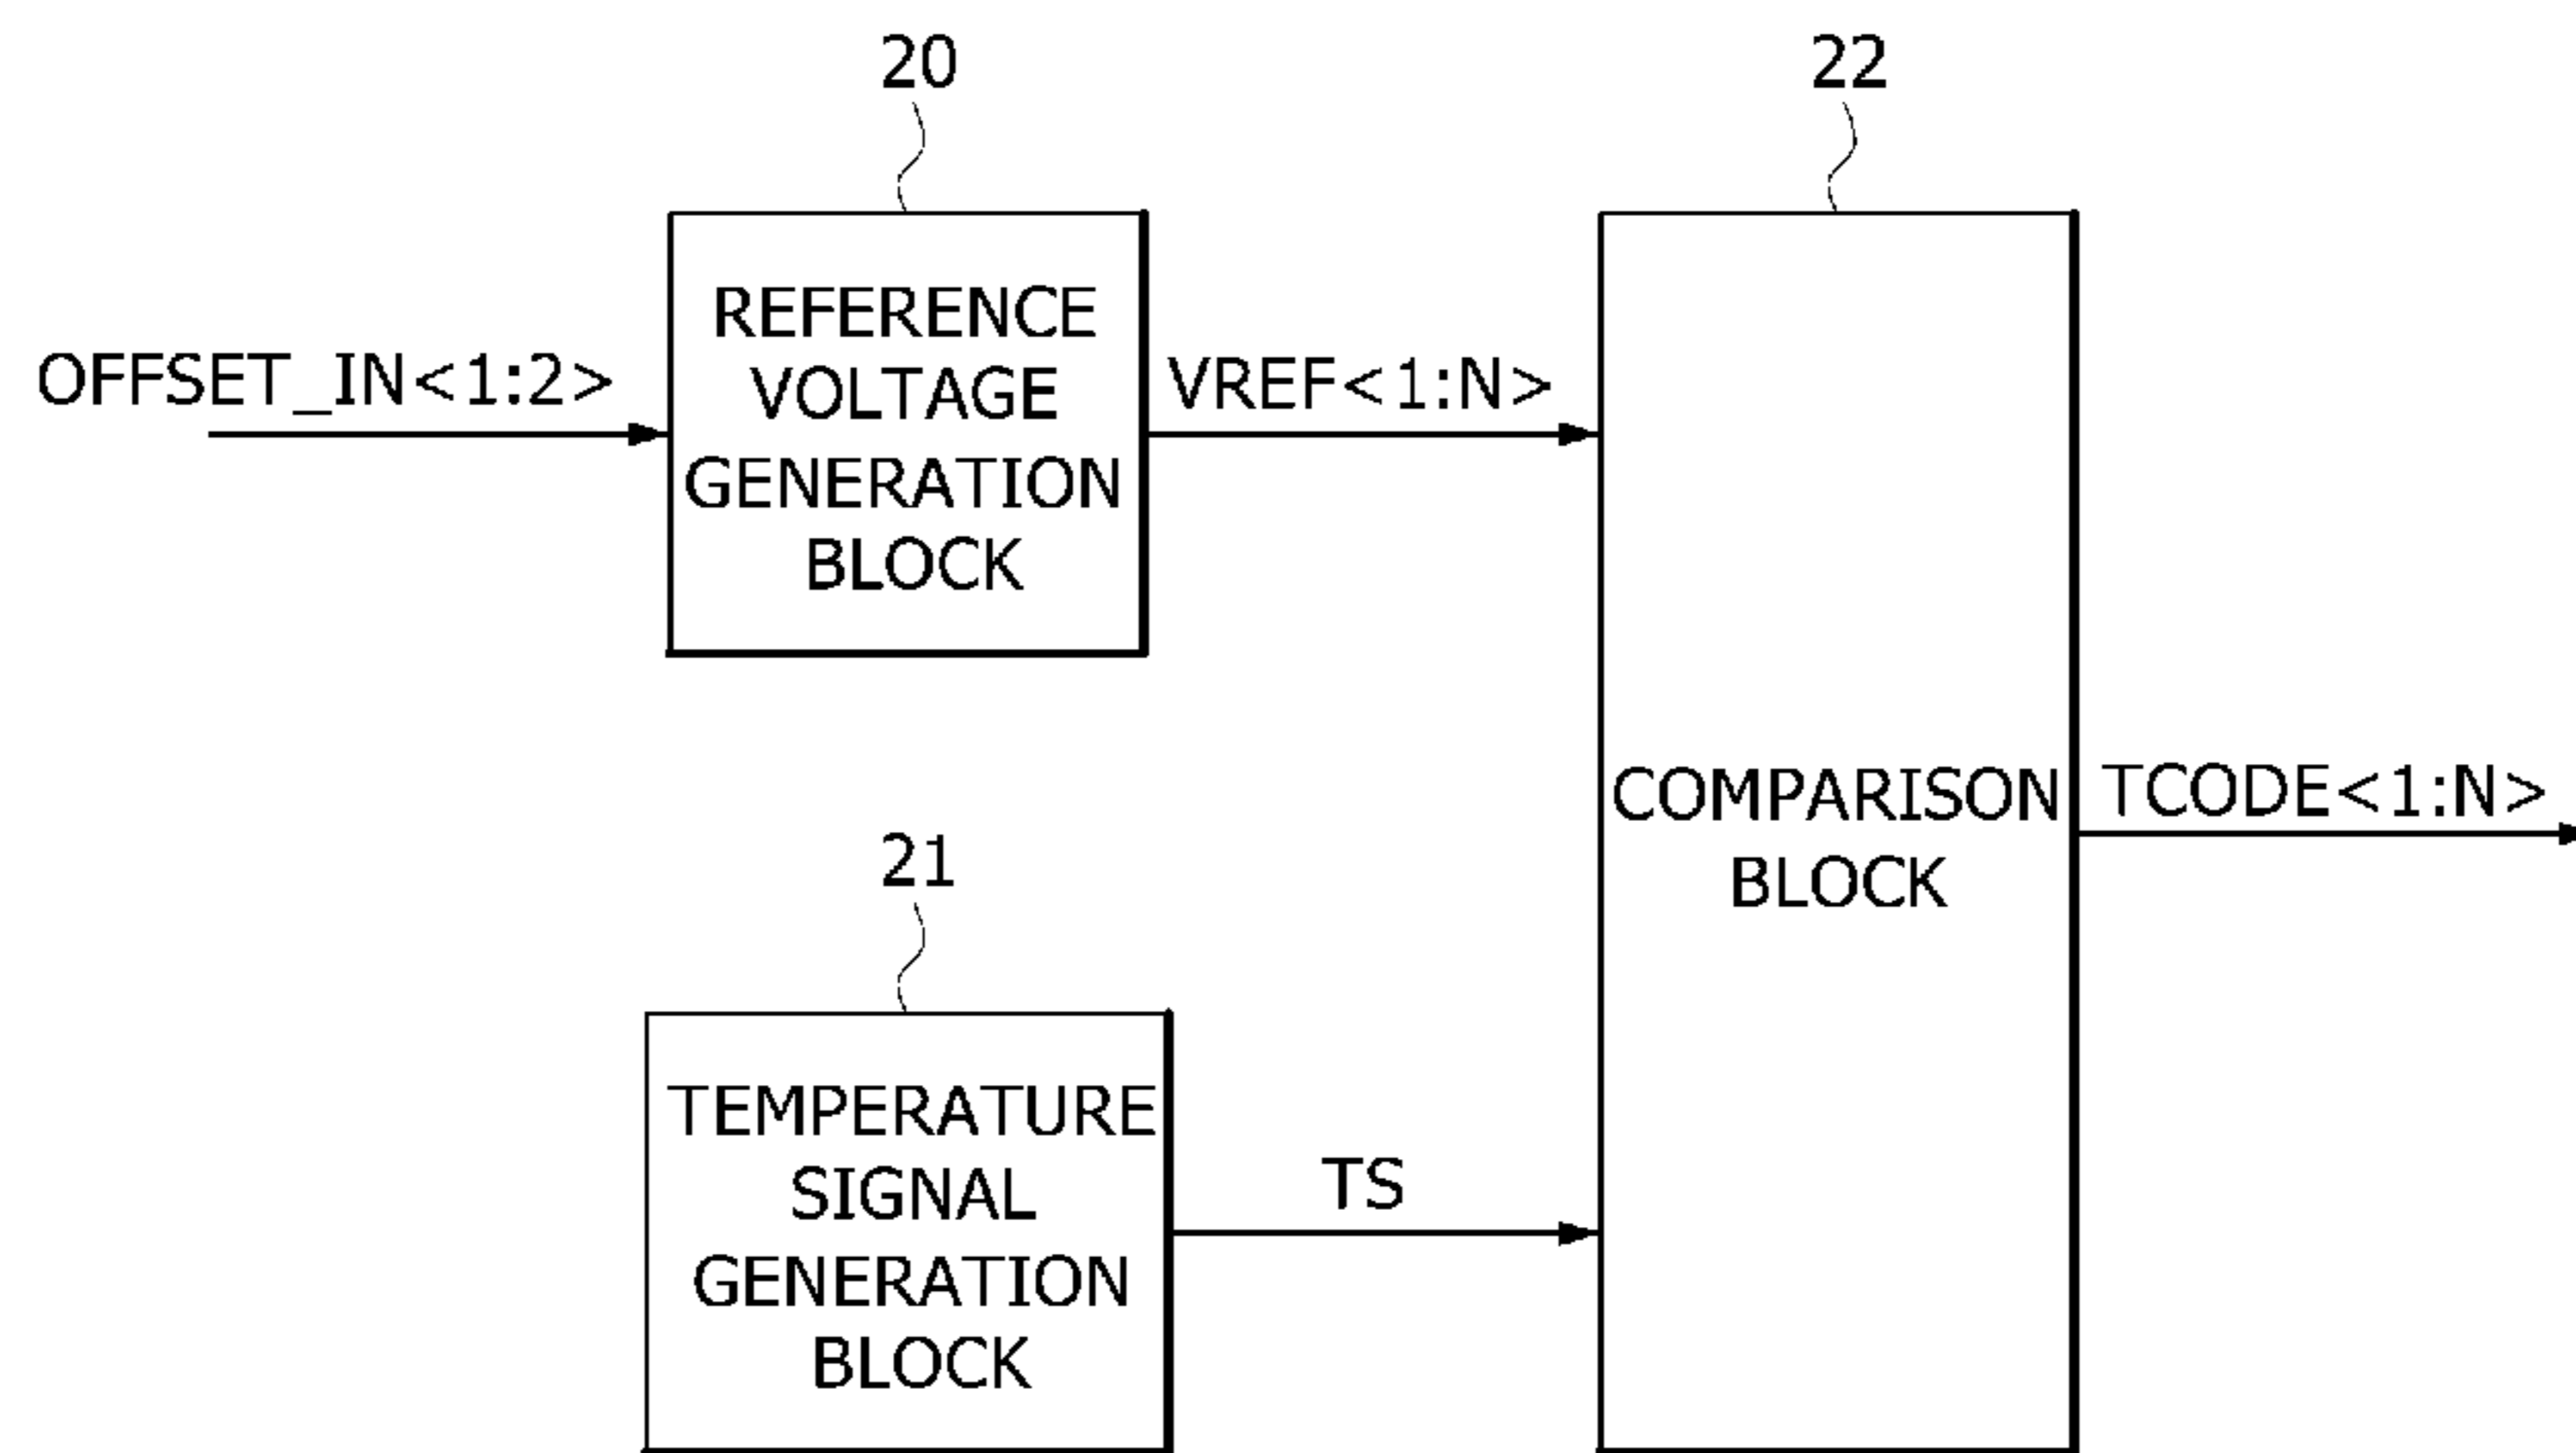 20
22
REFERENCE
VOLTAGE
GENERATION
BLOCK
OFFSET_IN<1:2>
VREF<1:N>
COMPARISON
BLOCK
TCODE<1:N>
21
TEMPERATURE
SIGNAL
GENERATION
BLOCK
TS